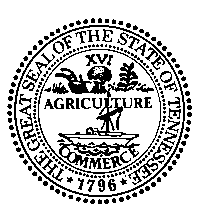 THE GREAT SEAL OF THE STATE OF TENNESSEE
XVI
AGRICULTURE
COMMERCE
1796